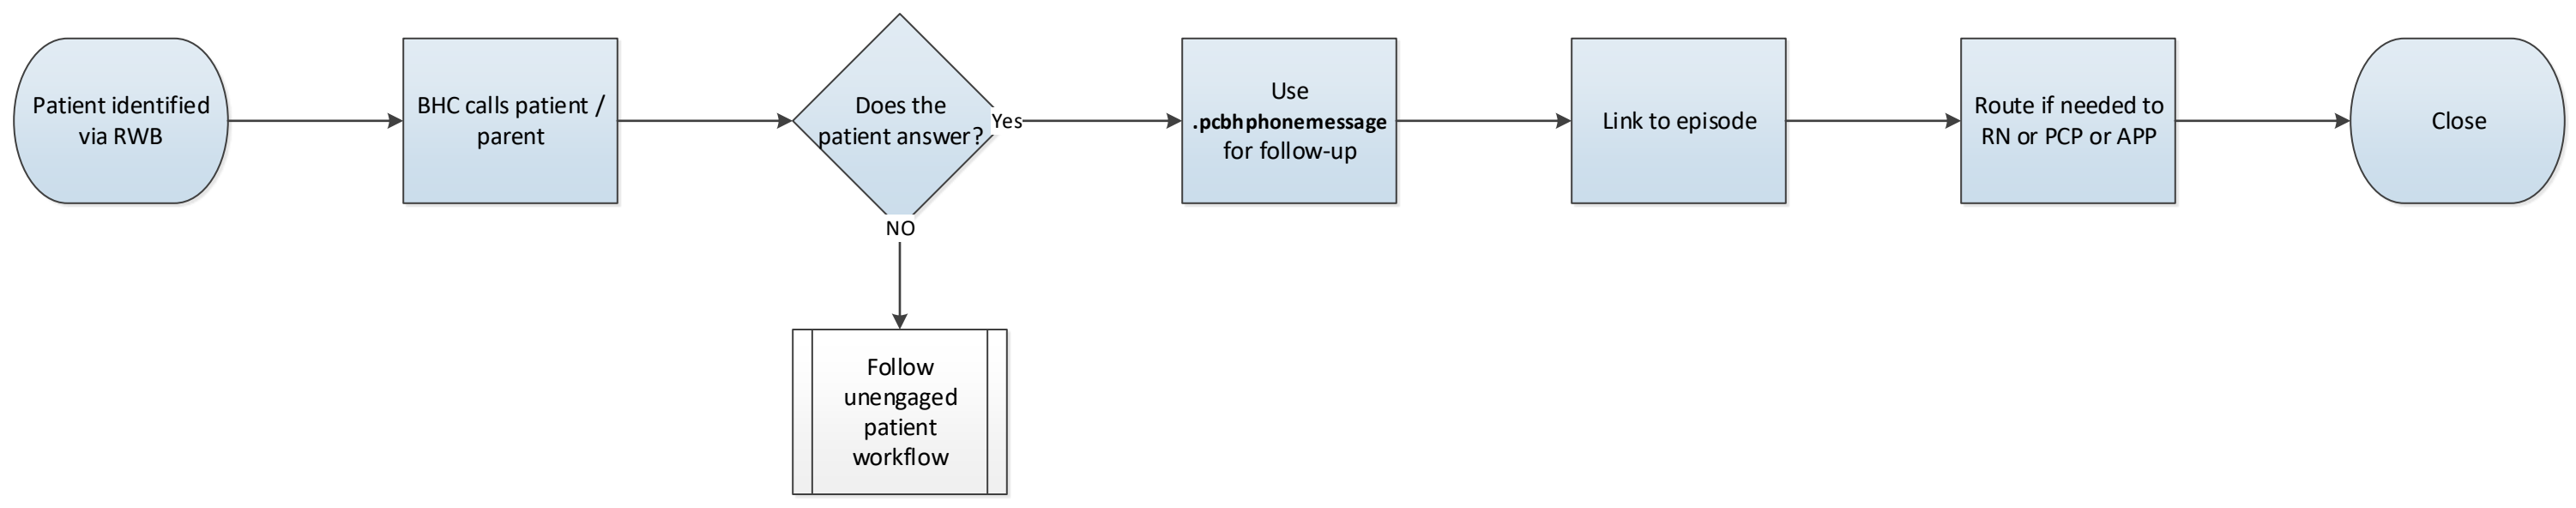 Patient identified
via RWB
BHC calls patient /
parent
Does the
patient answer?
Yes
NO
Use
.pcbhphonemessage
for follow-up
Link to episode
Route if needed to
RN or PCP or APP
Close
Follow
unengaged
patient
workflow